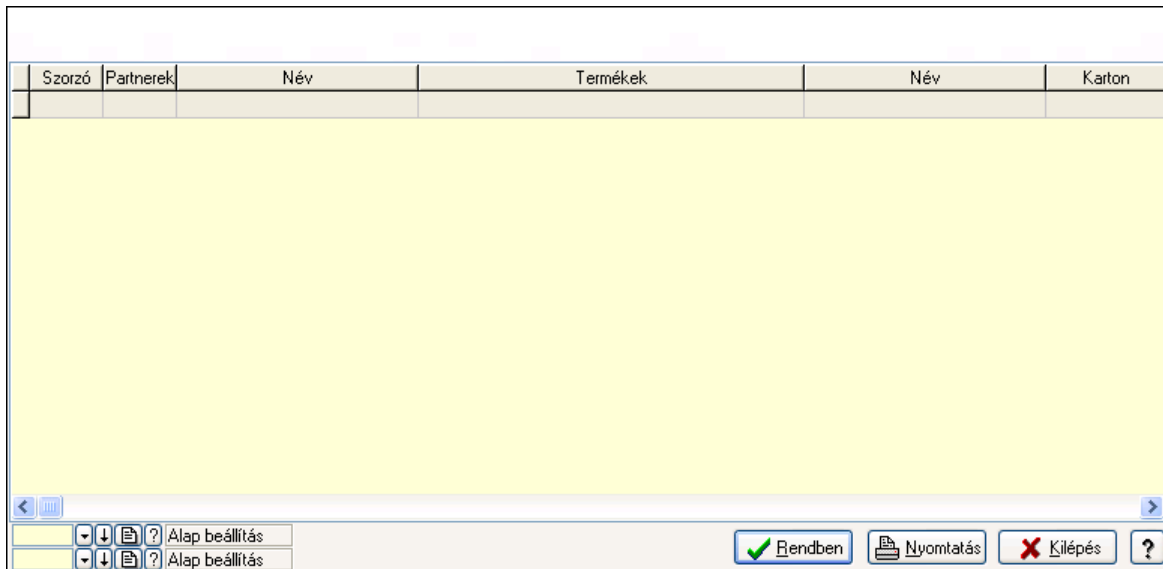 Szorzó Partnerek Név Termékek Név Karton
? Alap beállítás
? Alap beállítás
Rendben Nyomtatás Kilépés ?